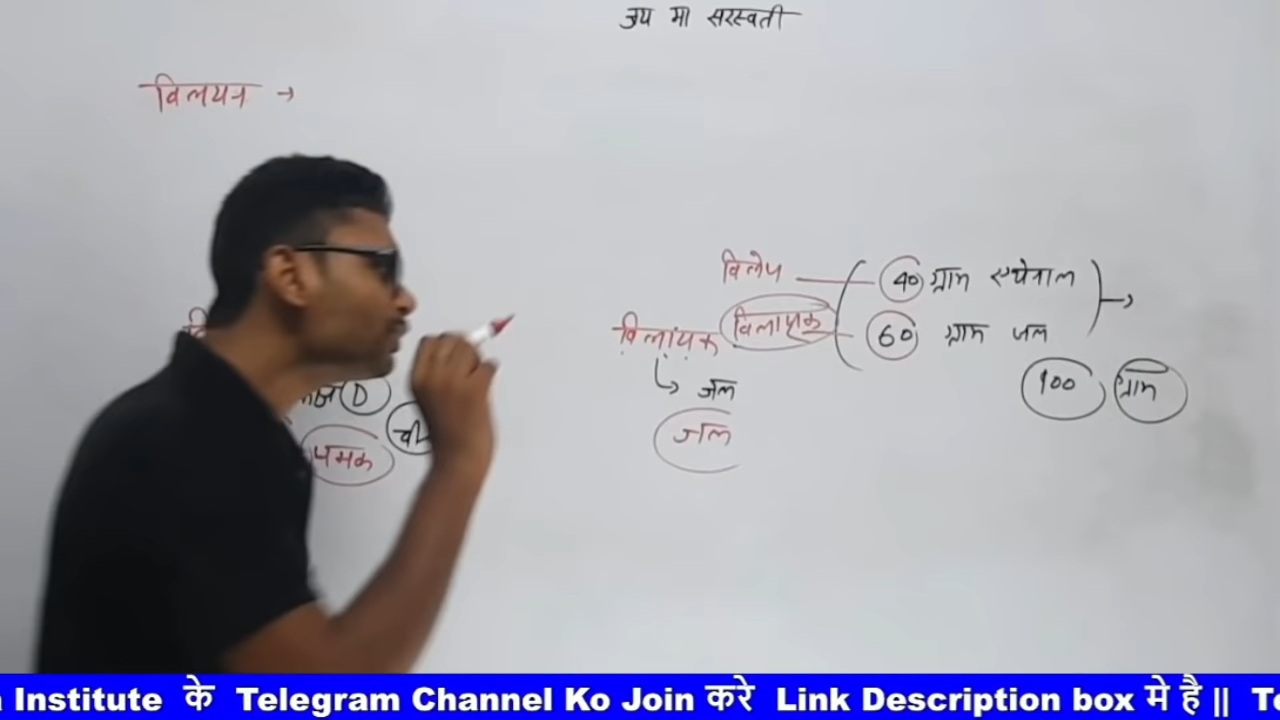 जय मा सरस्वती
विलयन →
विलेय
40 ग्राम एथेनाल
विलायक
विलायक
60 ग्राम जल
जल
100 ग्राम
जल
नमक
Institute के Telegram Channel Ko Join करे Link Description box मे है ||